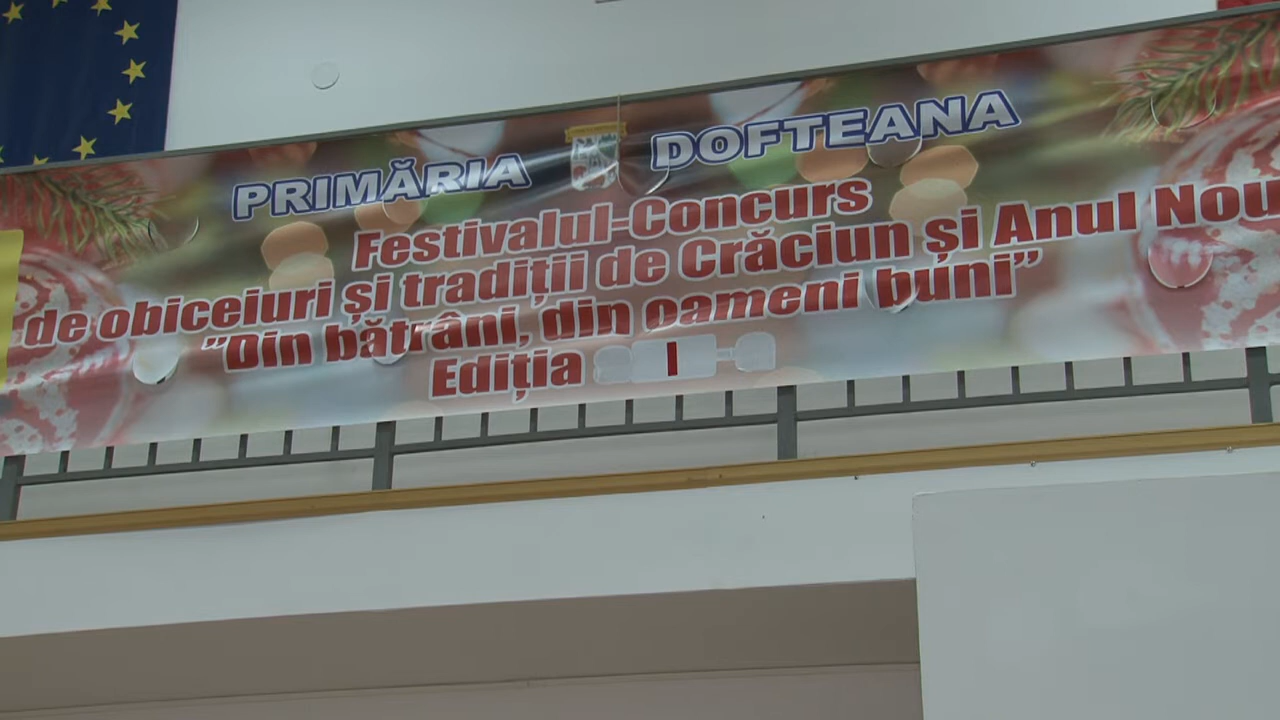 PRIMĂRIA DOFTEANA
Festivalul-Concurs
de obiceiuri și tradiții de Crăciun și Anul Nou
"Din bătrâni, din oameni buni"
Ediția I